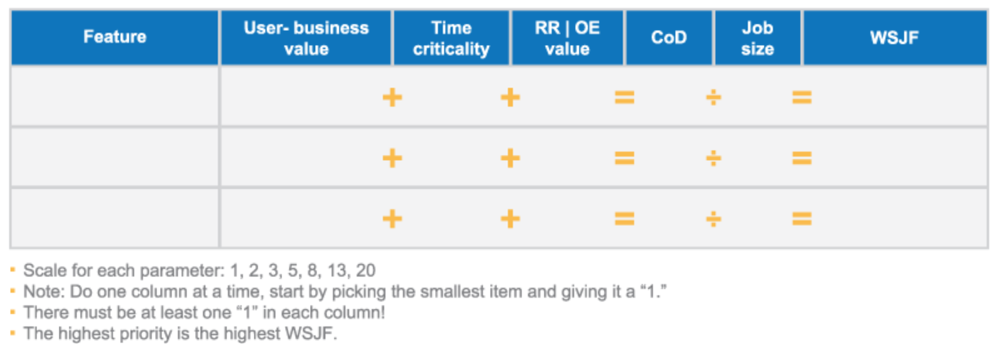 Feature
User- business
value
Time
criticality
RR | OE
value
CoD
Job
size
WSJF
+ + = ÷ =
+ + = ÷ =
+ + = ÷ =
▪ Scale for each parameter: 1, 2, 3, 5, 8, 13, 20
▪ Note: Do one column at a time, start by picking the smallest item and giving it a “1.”
▪ There must be at least one “1” in each column!
▪ The highest priority is the highest WSJF.